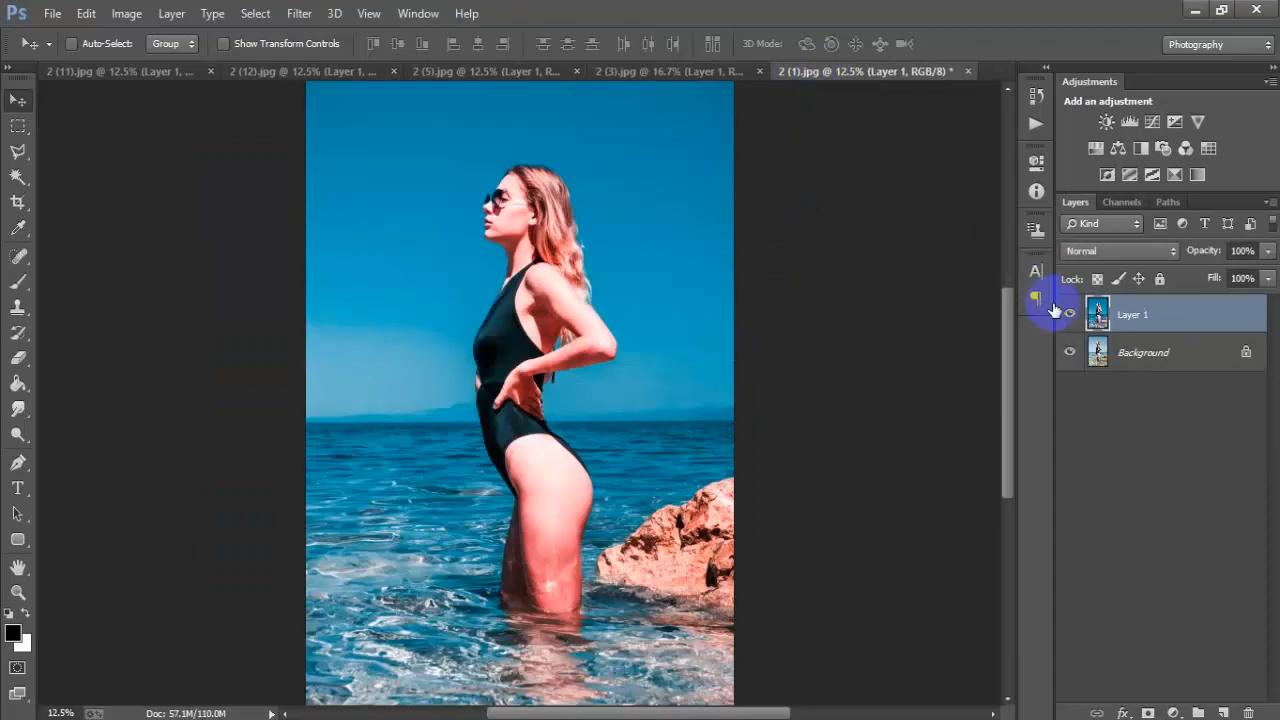 Ps File Edit Image Layer Type Select Filter 3D View Window Help
Auto-Select: Group Show Transform Controls 3D Mode: Photography
2 (11).jpg @ 12.5% (Layer 1, ... × 2 (12).jpg @ 12.5% (Layer 1, ... × 2 (5).jpg @ 12.5% (Layer 1, R... × 2 (3).jpg @ 16.7% (Layer 1, R... × 2 (1).jpg @ 12.5% (Layer 1, RGB/8) * ×
Adjustments
Add an adjustment
Layers Channels Paths
Kind
Normal Opacity: 100%
Lock: Fill: 100%
Layer 1
Background
12.5% Doc: 57.1M/110.0M